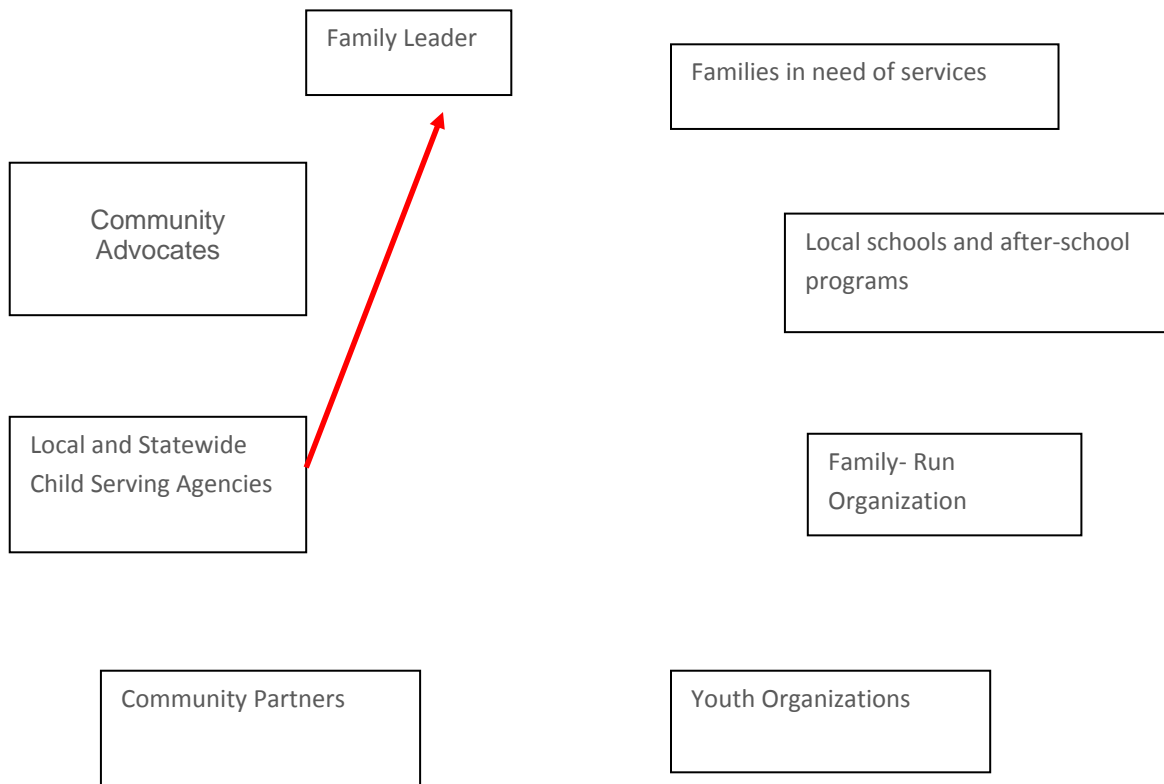 Family Leader
Families in need of services
Community
Advocates
Local schools and after-school
programs
Local and Statewide
Child Serving Agencies
Family- Run
Organization
Community Partners
Youth Organizations